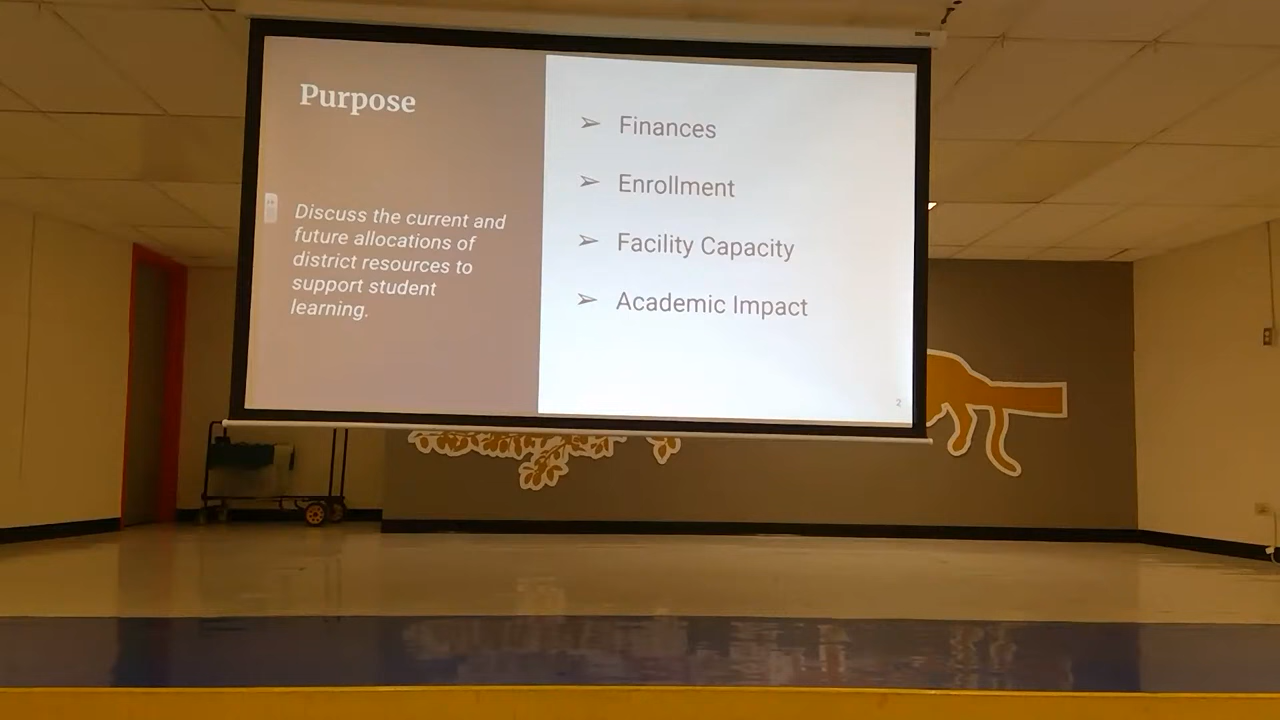 Purpose
Discuss the current and
future allocations of
district resources to
support student
learning.
➢ Finances
➢ Enrollment
➢ Facility Capacity
➢ Academic Impact
2